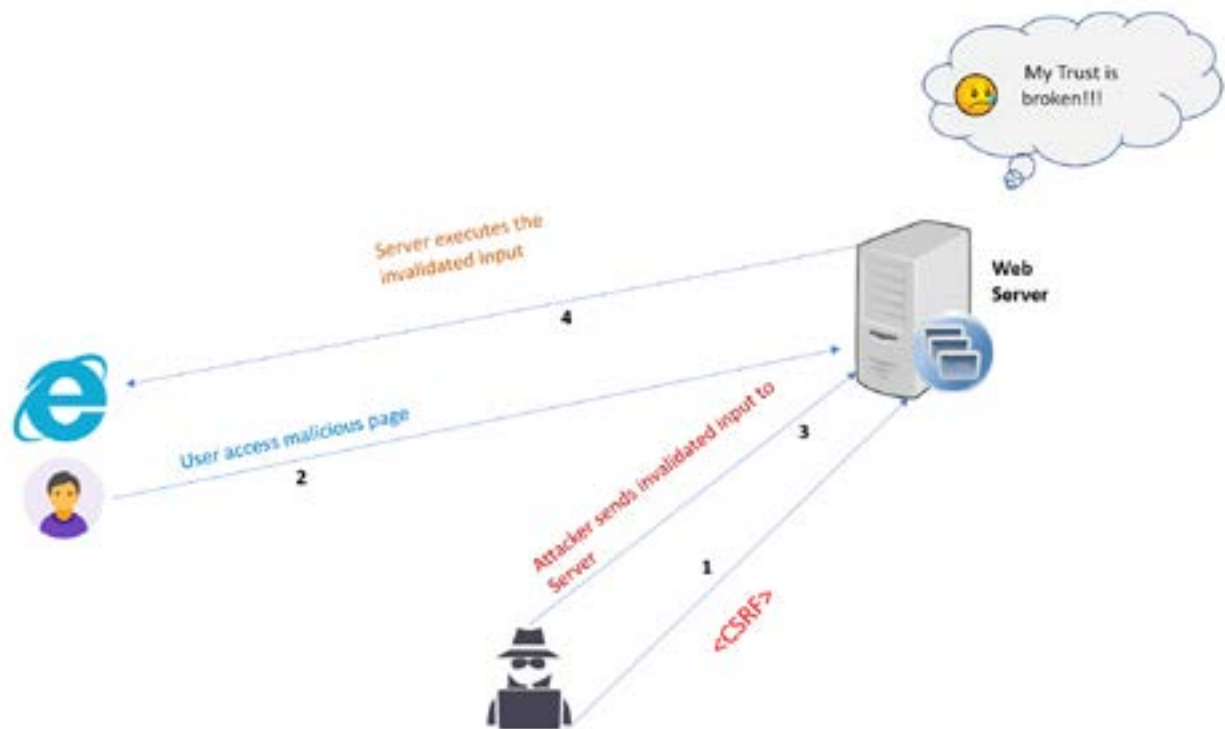 My Trust is
broken!!!
Server executes the
invalidated input
4
Web
Server
User access malicious page
2
Attacker sends invalidated input to
Server
3
1
<CSRF>